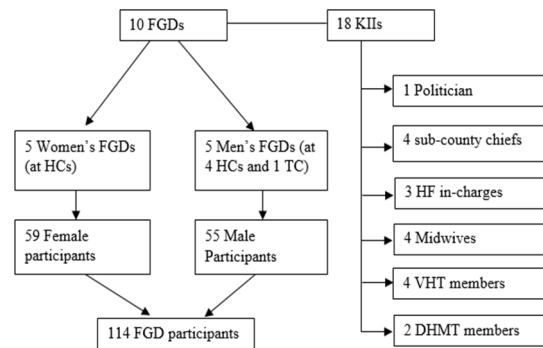 10 FGDs
18 KIIs
1 Politician
5 Women's FGDs
(at HCs)
5 Men's FGDs (at
4 HCs and 1 TC)
4 sub-county chiefs
3 HF in-charges
59 Female
participants
55 Male
Participants
4 Midwives
4 VHT members
114 FGD participants
2 DHMT members